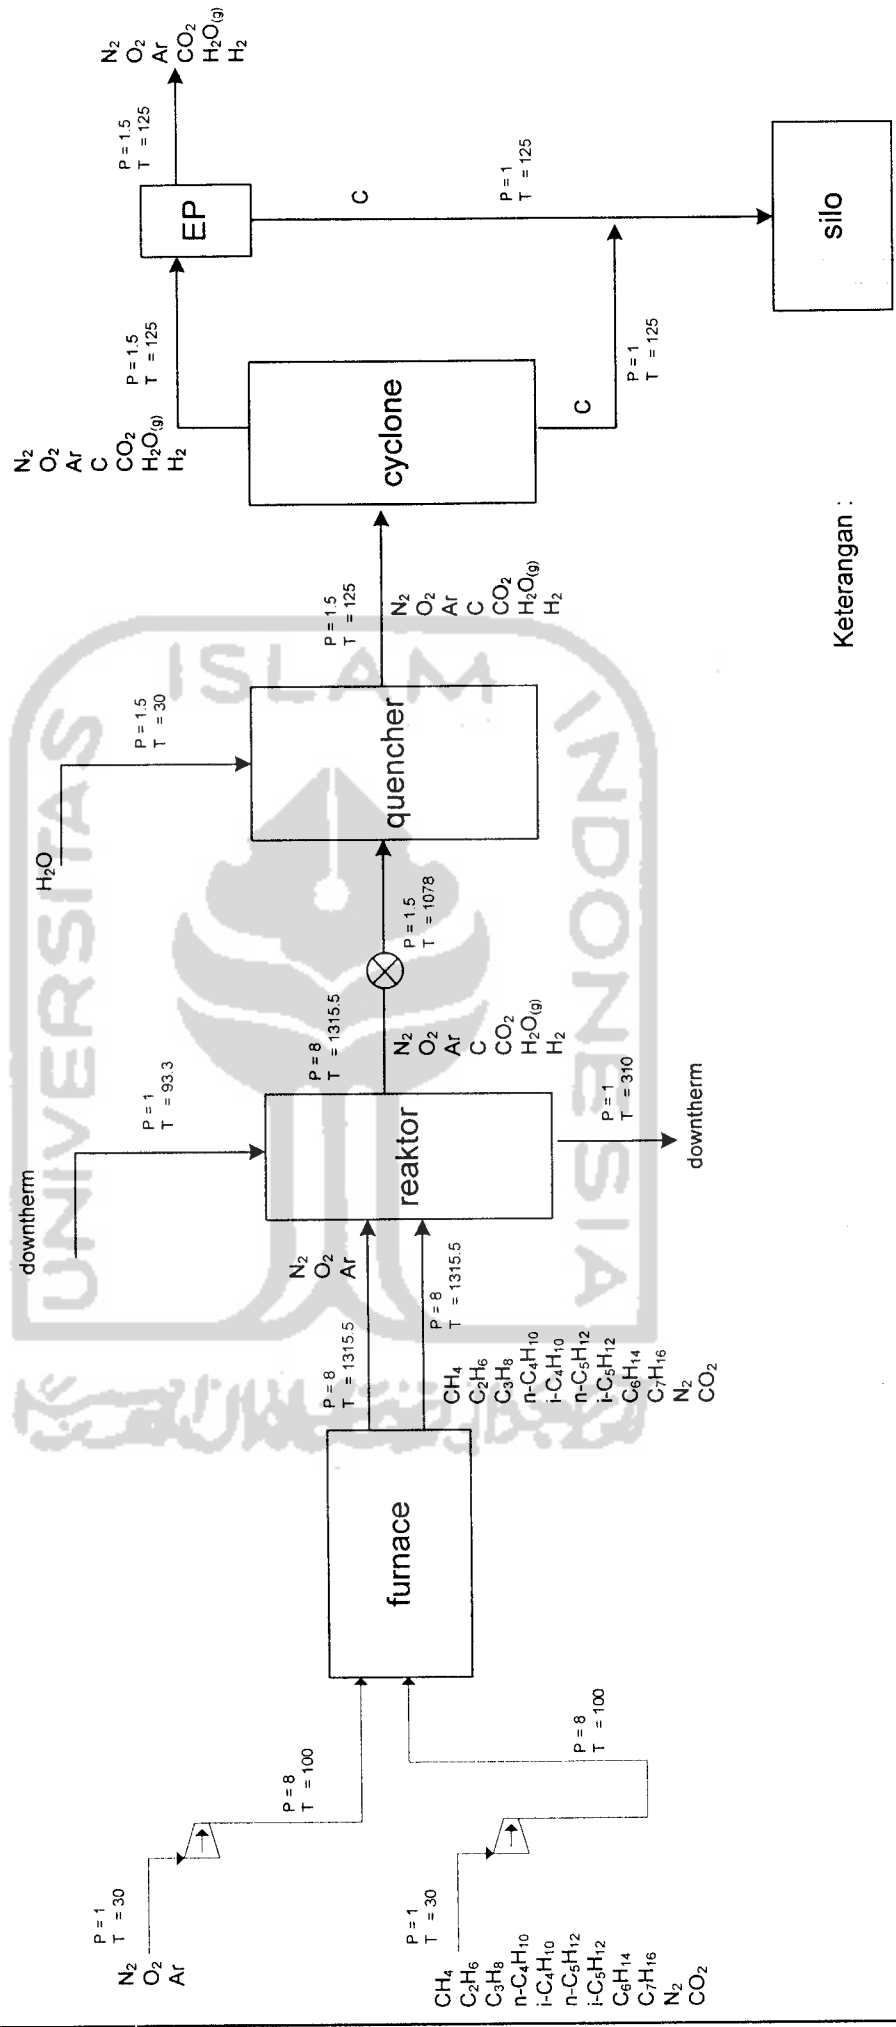 N₂
O₂
Ar
P = 1
T = 30
P = 8
T = 100
CH₄
C₂H₆
C₃H₈
n-C₄H₁₀
i-C₄H₁₀
n-C₅H₁₂
i-C₅H₁₂
C₆H₁₄
C₇H₁₆
N₂
CO₂
P = 1
T = 30
P = 8
T = 100
furnace
P = 8
T = 1315.5
N₂
O₂
Ar
P = 8
T = 1315.5
CH₄
C₂H₆
C₃H₈
n-C₄H₁₀
i-C₄H₁₀
n-C₅H₁₂
i-C₅H₁₂
C₆H₁₄
C₇H₁₆
N₂
CO₂
downtherm
P = 1
T = 93.3
reaktor
P = 1
T = 310
downtherm
P = 8
T = 1315.5
N₂
O₂
Ar
C
CO₂
H₂O(g)
H₂
P = 1.5
T = 1078
H₂O
P = 1.5
T = 30
quencher
P = 1.5
T = 125
N₂
O₂
Ar
C
CO₂
H₂O(g)
H₂
cyclone
N₂
O₂
Ar
C
CO₂
H₂O(g)
H₂
P = 1.5
T = 125
C
P = 1
T = 125
EP
P = 1.5
T = 125
N₂
O₂
Ar
CO₂
H₂O(g)
H₂
C
P = 1
T = 125
silo
Keterangan :
UNIVERSITAS
ISLAM
INDONESIA